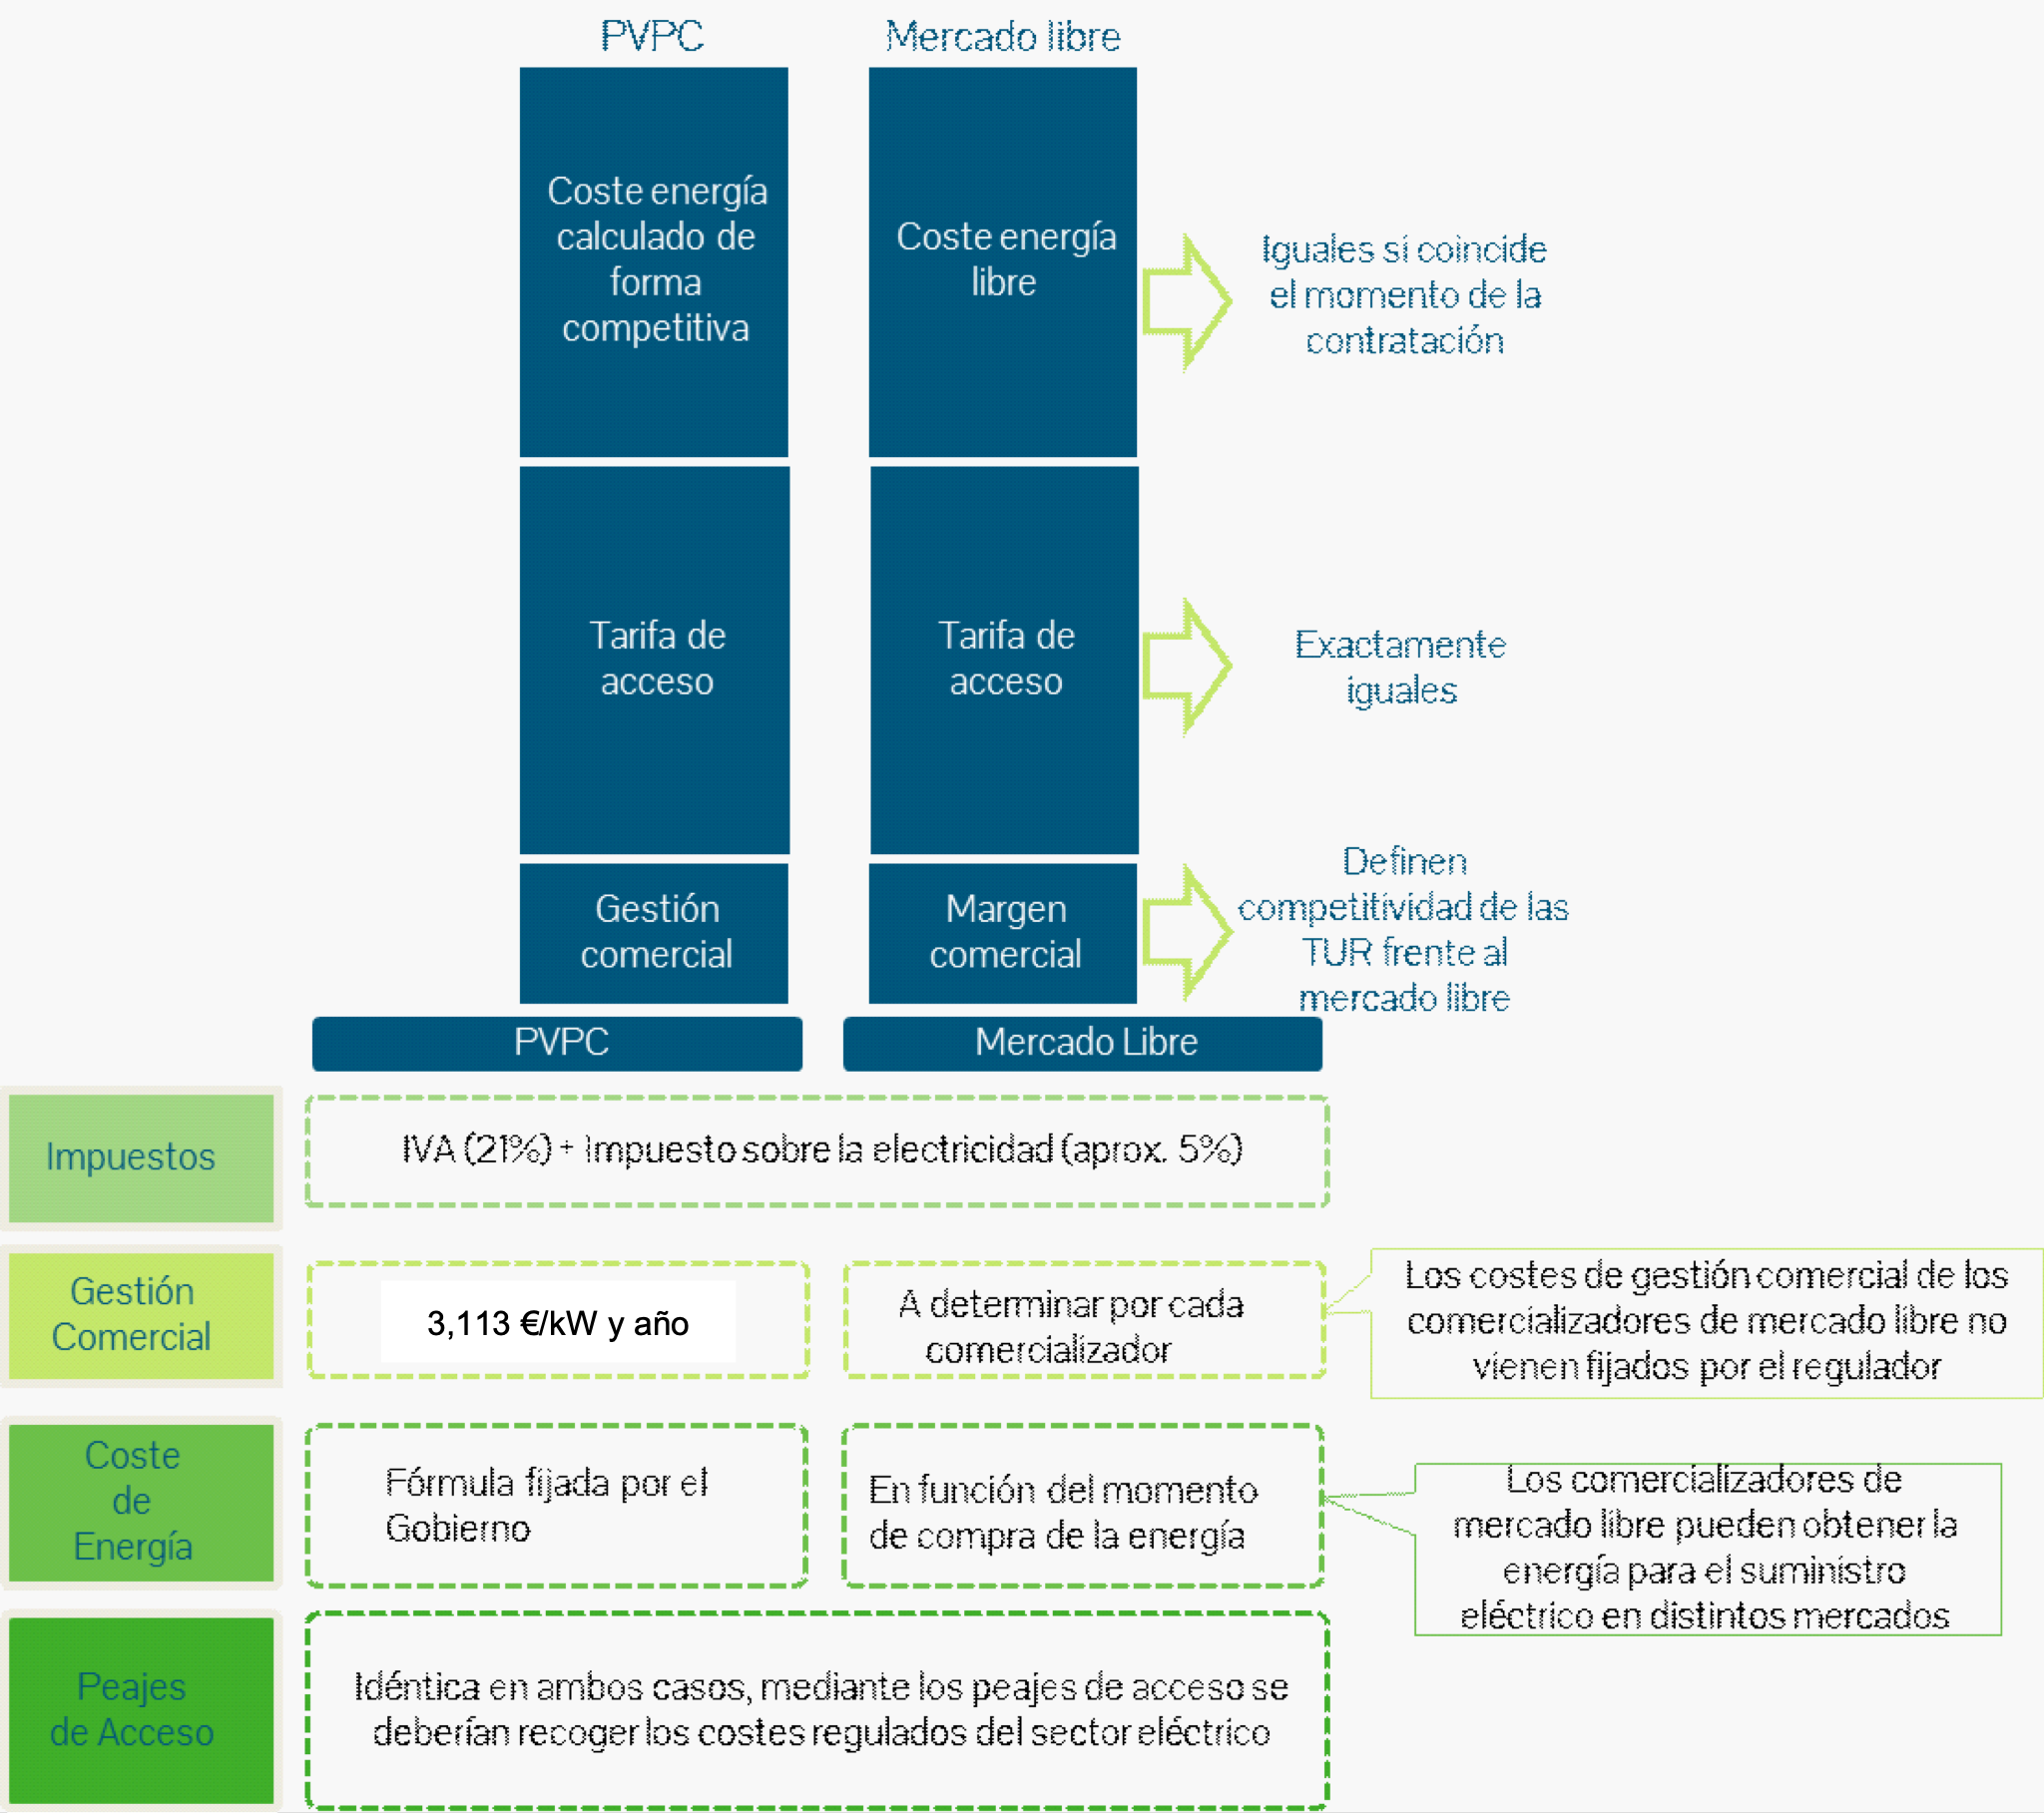 PVPC
Mercado libre
Coste energía
calculado de
forma
competitiva
Coste energía
libre
Iguales sí coincide
el momento de la
contratación
Tarifa de
acceso
Tarifa de
acceso
Exactamente
iguales
Gestión
comercial
Margen
comercial
Definen
competitividad de las
TUR frente al
mercado libre
PVPC
Mercado Libre
Impuestos
IVA (21%) + Impuesto sobre la electricidad (aprox. 5%)
Gestión
Comercial
3,113 €/kW y año
A determinar por cada
comercializador
Los costes de gestión comercial de los
comercializadores de mercado libre no
vienen fijados por el regulador
Coste
de
Energía
Fórmula fijada por el
Gobierno
En función del momento
de compra de la energía
Los comercializadores de
mercado libre pueden obtener la
energía para el suministro
eléctrico en distintos mercados
Peajes
de Acceso
Idéntica en ambos casos, mediante los peajes de acceso se
deberían recoger los costes regulados del sector eléctrico